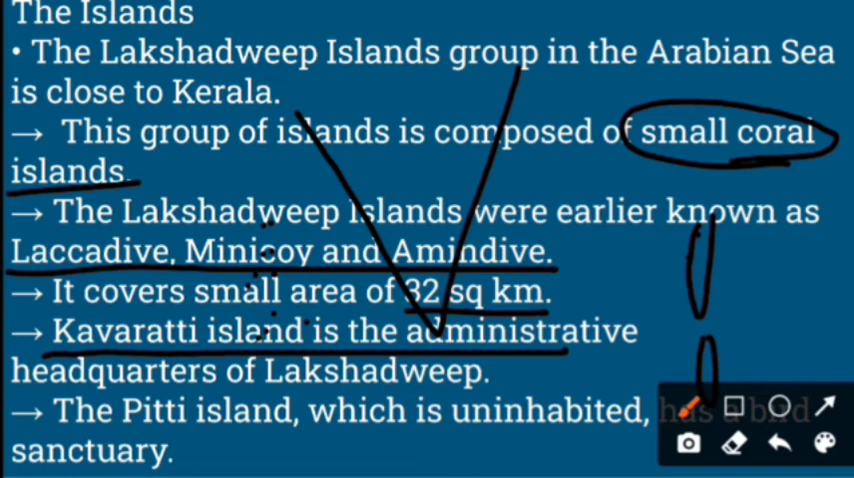 The Islands
• The Lakshadweep Islands group in the Arabian Sea
is close to Kerala.
→ This group of islands is composed of small coral
islands.
→ The Lakshadweep Islands were earlier known as
Laccadive, Minicoy and Amindive.
→ It covers small area of 32 sq km.
→ Kavaratti island is the administrative
headquarters of Lakshadweep.
→ The Pitti island, which is uninhabited, has a bird
sanctuary.